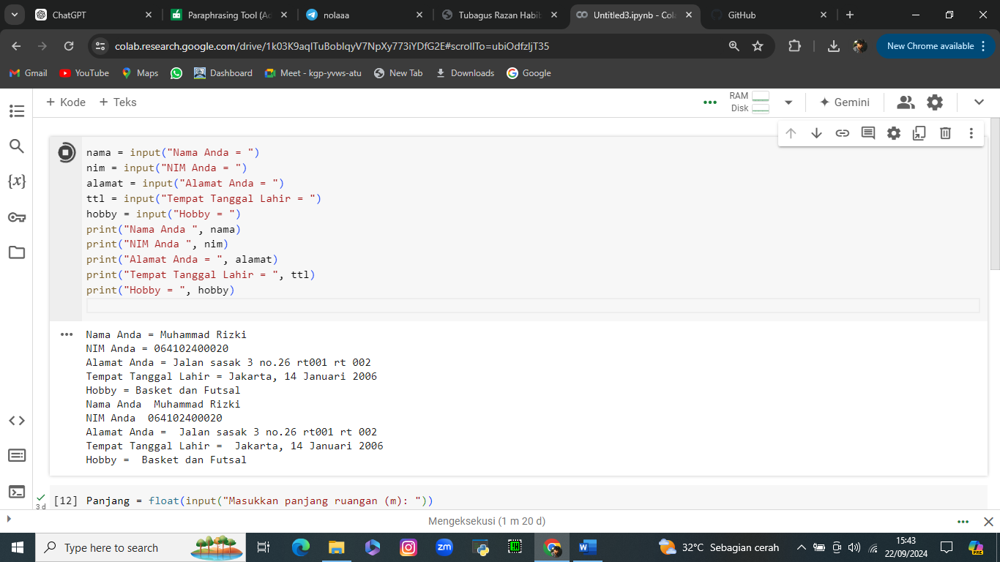 ChatGPT
Paraphrasing Tool (Ad
nolaaa
Tubagus Razan Habib
Untitled3.ipynb - Cola
GitHub
colab.research.google.com/drive/1k03K9aqITuBoblqyV7NpXy773iYDfG2E#scrollTo=ubiOdfzljT35
New Chrome available
Gmail
YouTube
Maps
Dashboard
Meet - kgp-yvws-atu
New Tab
Downloads
Google
+ Kode
+ Teks
RAM
Disk
Gemini
nama = input("Nama Anda = ")
nim = input("NIM Anda = ")
alamat = input("Alamat Anda = ")
ttl = input("Tempat Tanggal Lahir = ")
hobby = input("Hobby = ")
print("Nama Anda ", nama)
print("NIM Anda ", nim)
print("Alamat Anda = ", alamat)
print("Tempat Tanggal Lahir = ", ttl)
print("Hobby = ", hobby)
Nama Anda = Muhammad Rizki
NIM Anda = 064102400020
Alamat Anda = Jalan sasak 3 no.26 rt001 rt 002
Tempat Tanggal Lahir = Jakarta, 14 Januari 2006
Hobby = Basket dan Futsal
Nama Anda  Muhammad Rizki
NIM Anda  064102400020
Alamat Anda =  Jalan sasak 3 no.26 rt001 rt 002
Tempat Tanggal Lahir =  Jakarta, 14 Januari 2006
Hobby =  Basket dan Futsal
3 d
[12] Panjang = float(input("Masukkan panjang ruangan (m): "))
Mengeksekusi (1 m 20 d)
Type here to search
zm
32°C Sebagian cerah
15:43
22/09/2024
PRE